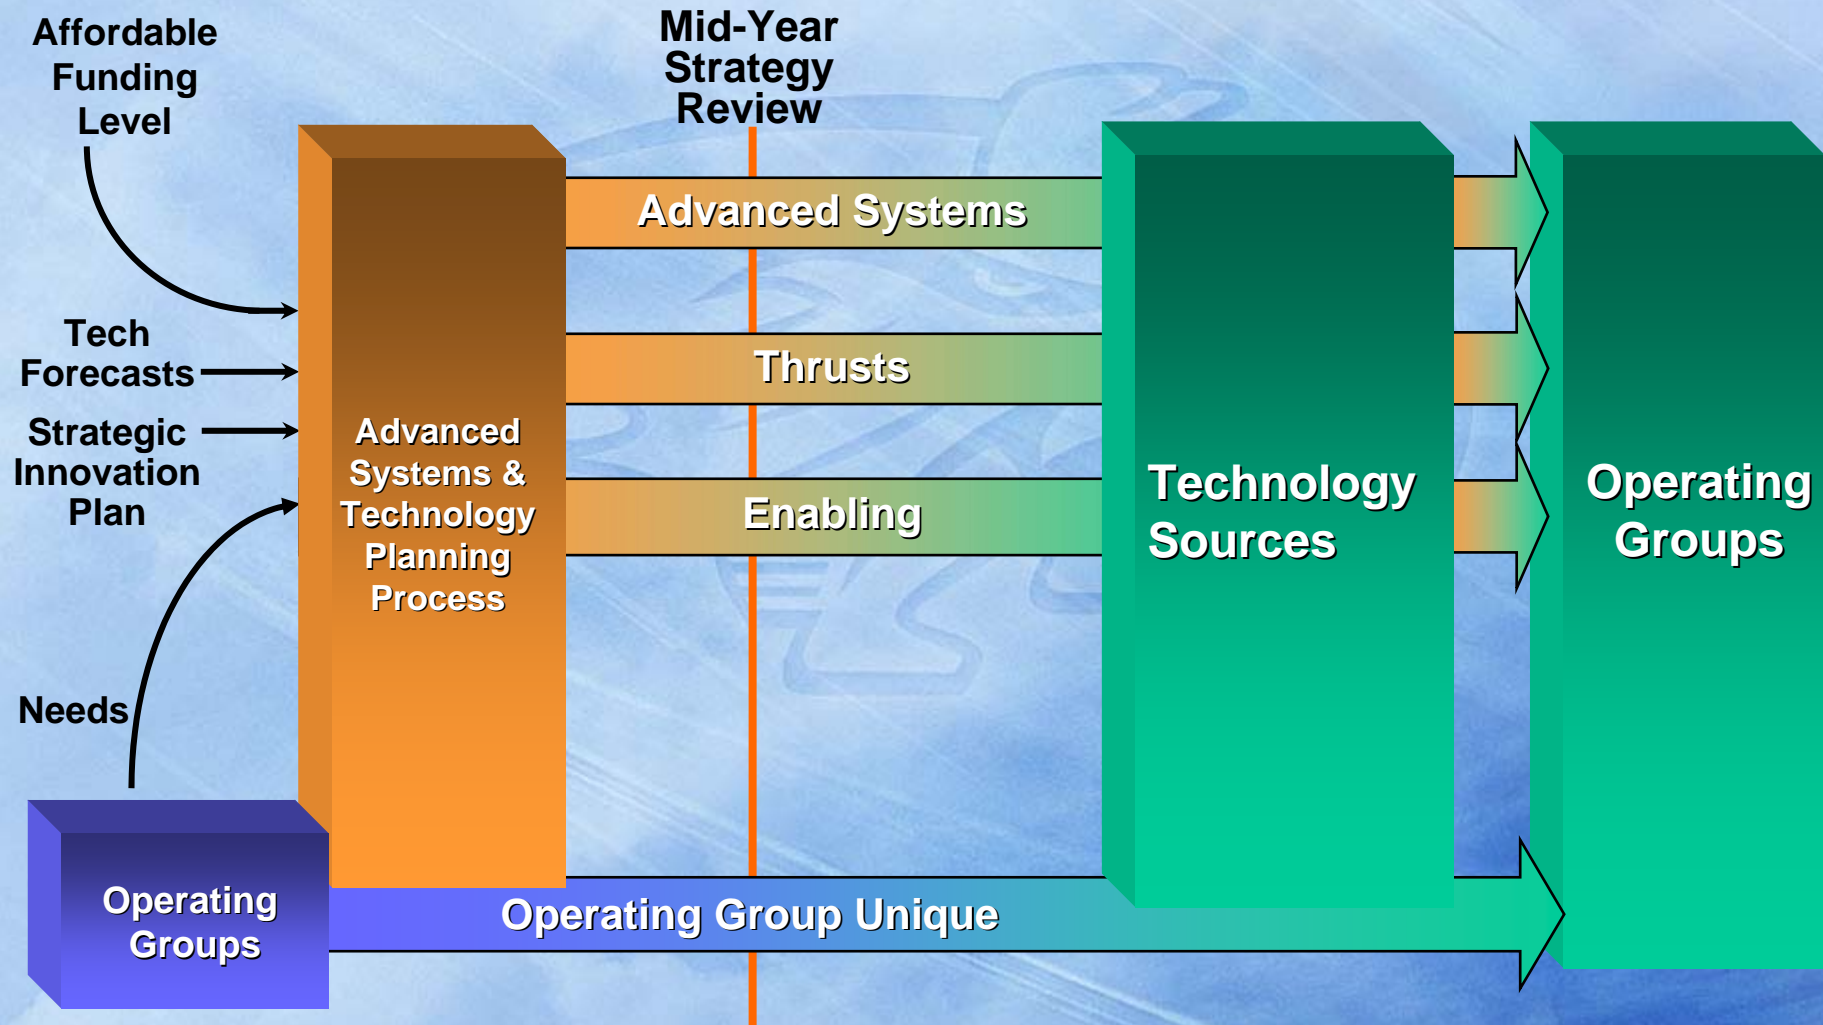 Affordable
Funding
Level
Mid-Year
Strategy
Review
Advanced Systems
Tech
Forecasts
Thrusts
Strategic
Innovation
Plan
Advanced
Systems &
Technology
Planning
Process
Enabling
Technology
Sources
Operating
Groups
Needs
Operating
Groups
Operating Group Unique